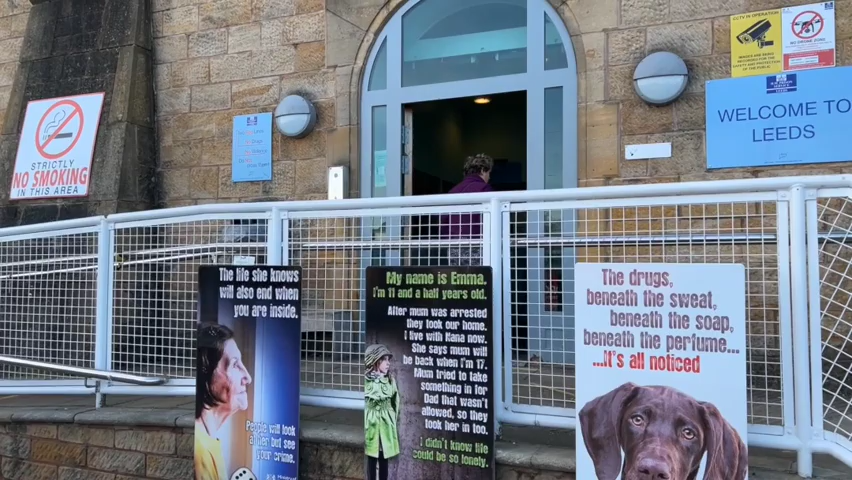 CCTV IN OPERATION
NO DRONE ZONE
WELCOME TO
LEEDS
STRICTLY
NO SMOKING
IN THIS AREA
The life she knows
will also end when
you are inside.
People will look
at her but see
your crime.
My name is Emma.
I'm 11 and a half years old.
After mum was arrested
they took our home.
I live with Nana now.
She says mum will
be back when I'm 17.
Mum tried to take
something in for
Dad that wasn't
allowed, so they
took her in too.
I didn't know life
could be so lonely.
The drugs,
beneath the sweat,
beneath the soap,
beneath the perfume...
...It's all noticed